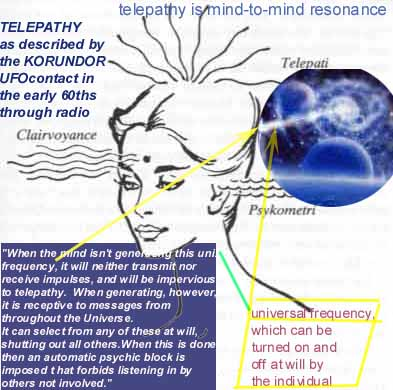 telepathy is mind-to-mind resonance
TELEPATHY
as described by
the KORUNDOR
UFOcontact in
the early 60ths
through radio
Telepati
Clairvoyance
Psykometri
"When the mind isn't generating this uni.
frequency, it will neither transmit nor
receive impulses, and will be impervious
to telepathy. When generating, however,
it is receptive to messages from
throughout the Universe.
It can select from any of these at will,
shutting out all others.When this is done
then an automatic psychic block is
imposed t hat forbids listening in by
others not involved."
universal frequency,
which can be
turned on and
off at will by
the individual